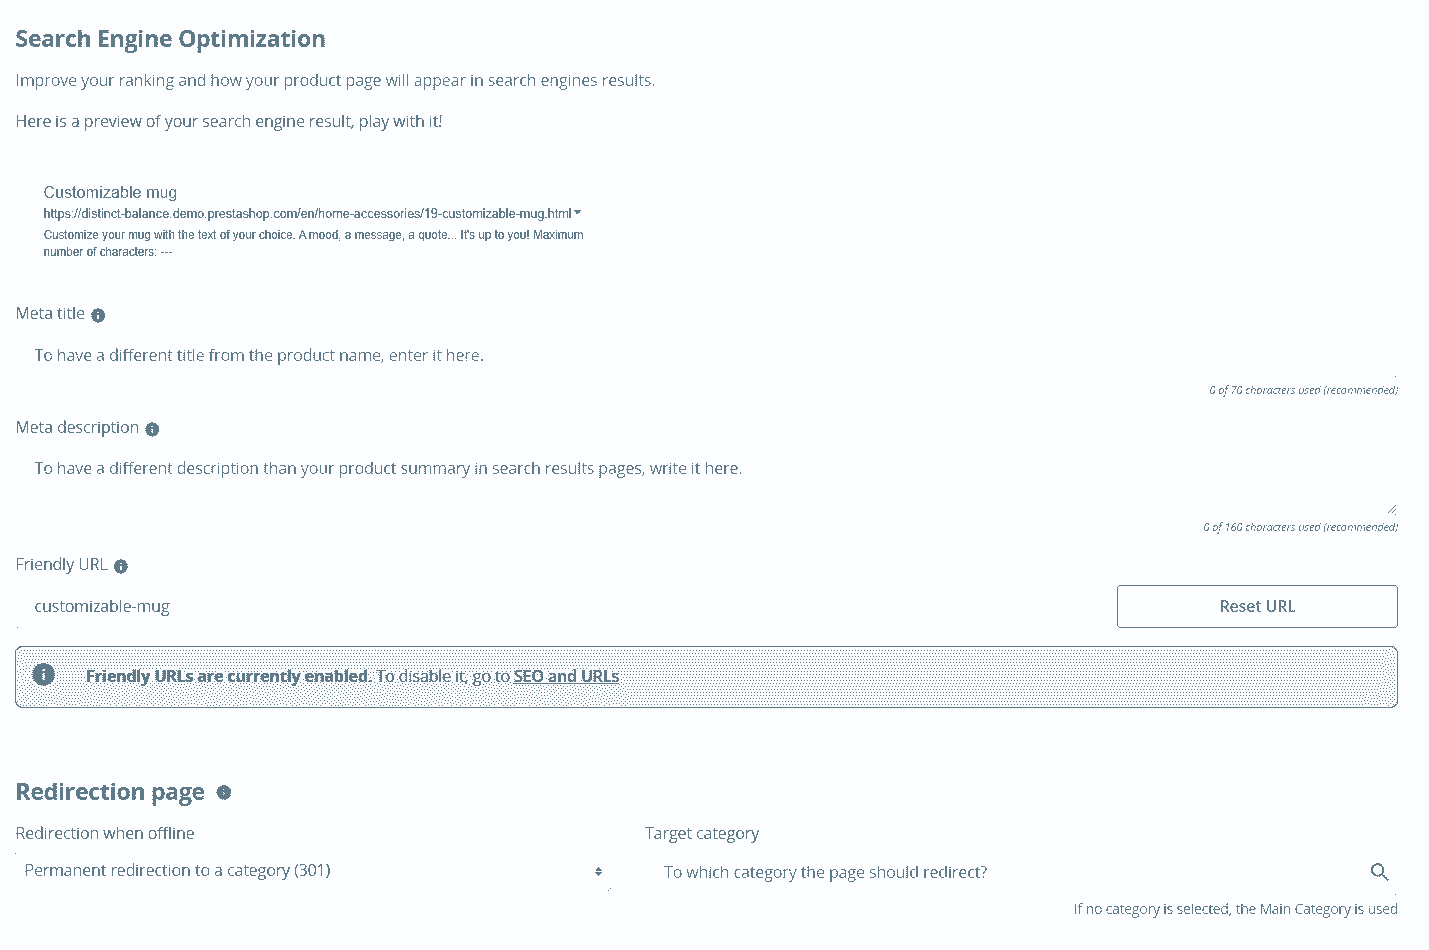 Search Engine Optimization
Improve your ranking and how your product page will appear in search engines results.
Here is a preview of your search engine result, play with it!
Customizable mug
https://distinct-balance.demo.prestashop.com/en/home-accessories/19-customizable-mug.html
Customize your mug with the text of your choice. A mood, a message, a quote... It's up to you! Maximum
number of characters: ---
Meta title
To have a different title from the product name, enter it here.
0 of 70 characters used (recommended)
Meta description
To have a different description than your product summary in search results pages, write it here.
0 of 160 characters used (recommended)
Friendly URL
customizable-mug
Reset URL
Friendly URLs are currently enabled. To disable it, go to SEO and URLs
Redirection page
Redirection when offline
Target category
Permanent redirection to a category (301)
To which category the page should redirect?
If no category is selected, the Main Category is used